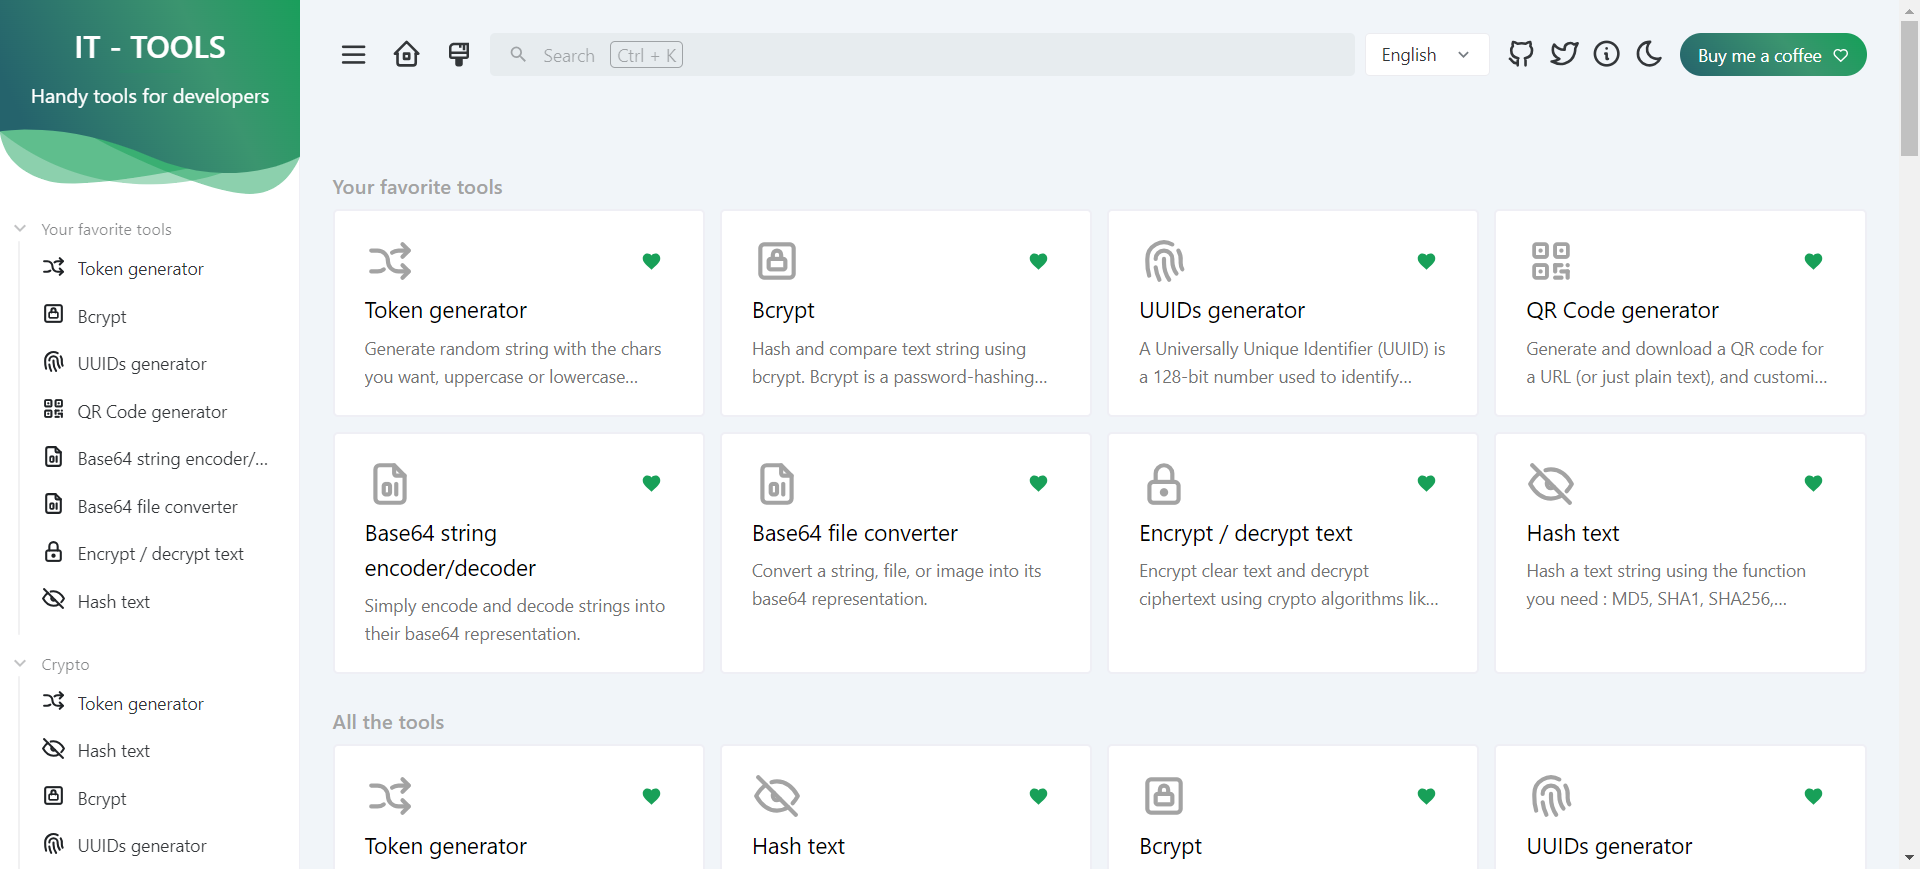 IT - TOOLS
Handy tools for developers
Your favorite tools
Token generator
Bcrypt
UUIDs generator
QR Code generator
Base64 string encoder/...
Base64 file converter
Encrypt / decrypt text
Hash text
Crypto
Token generator
Hash text
Bcrypt
UUIDs generator
Search Ctrl + K
English
Buy me a coffee
Your favorite tools
Token generator
Generate random string with the chars
you want, uppercase or lowercase...
Bcrypt
Hash and compare text string using
bcrypt. Bcrypt is a password-hashing...
UUIDs generator
A Universally Unique Identifier (UUID) is
a 128-bit number used to identify...
QR Code generator
Generate and download a QR code for
a URL (or just plain text), and customi...
Base64 string
encoder/decoder
Simply encode and decode strings into
their base64 representation.
Base64 file converter
Convert a string, file, or image into its
base64 representation.
Encrypt / decrypt text
Encrypt clear text and decrypt
ciphertext using crypto algorithms lik...
Hash text
Hash a text string using the function
you need : MD5, SHA1, SHA256,...
All the tools
Token generator
Hash text
Bcrypt
UUIDs generator